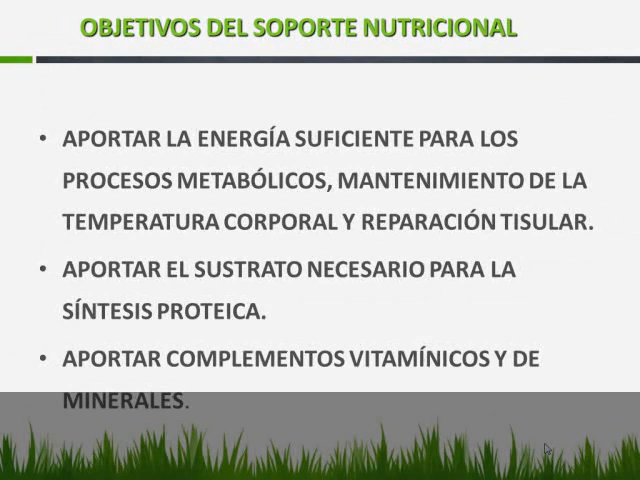 OBJETIVOS DEL SOPORTE NUTRICIONAL
• APORTAR LA ENERGÍA SUFICIENTE PARA LOS
PROCESOS METABÓLICOS, MANTENIMIENTO DE LA
TEMPERATURA CORPORAL Y REPARACIÓN TISULAR.
• APORTAR EL SUSTRATO NECESARIO PARA LA
SÍNTESIS PROTEICA.
• APORTAR COMPLEMENTOS VITAMÍNICOS Y DE
MINERALES.